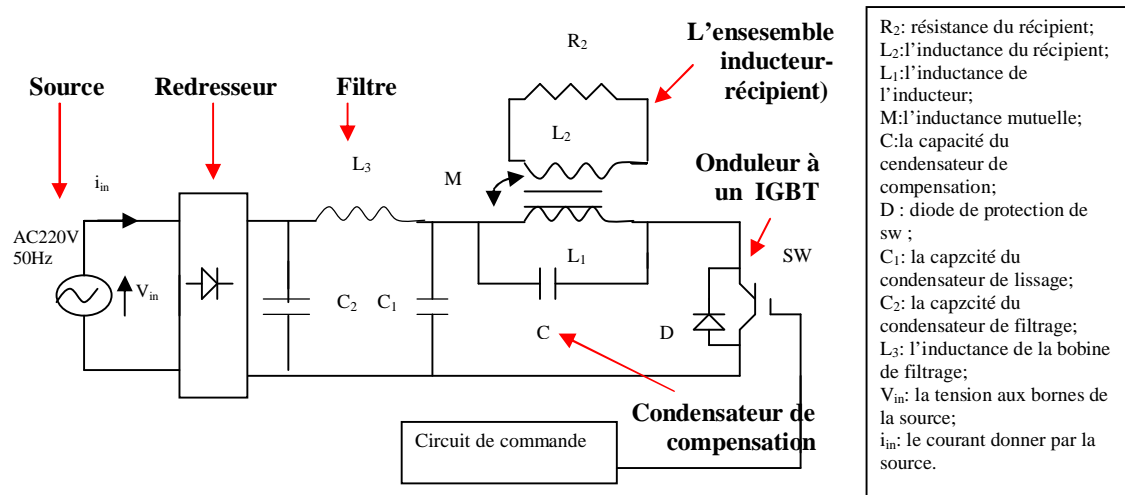 Source
Redresseur
Filtre
R2
L'ensesemble
inducteur-
récipient)
L2
L3
M
Onduleur à
un IGBT
iin
AC220V
50Hz
Vin
C2
C1
L1
SW
C
D
Condensateur de
compensation
Circuit de commande
R2: résistance du récipient;
L2:l'inductance du récipient;
L1:l'inductance de
l'inducteur;
M:l'inductance mutuelle;
C:la capacité du
cendensateur de
compensation;
D : diode de protection de
sw ;
C1: la capzcité du
condensateur de lissage;
C2: la capzcité du
condensateur de filtrage;
L3: l'inductance de la bobine
de filtrage;
Vin: la tension aux bornes de
la source;
iin: le courant donner par la
source.